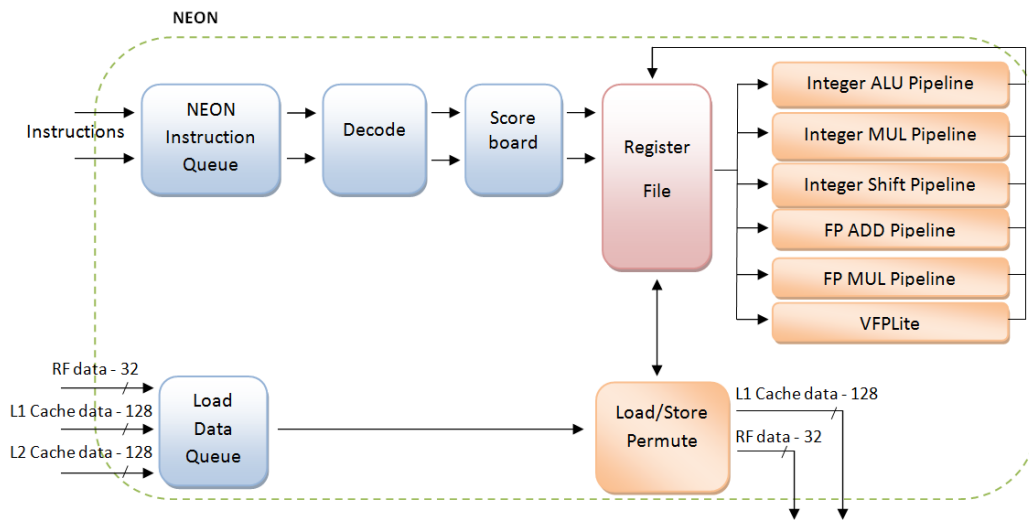 NEON
Instructions
NEON
Instruction
Queue
Decode
Score
board
Register
File
Integer ALU Pipeline
Integer MUL Pipeline
Integer Shift Pipeline
FP ADD Pipeline
FP MUL Pipeline
VFPLite
RF data - 32
L1 Cache data - 128
L2 Cache data - 128
Load
Data
Queue
Load/Store
Permute
L1 Cache data - 128
RF data - 32